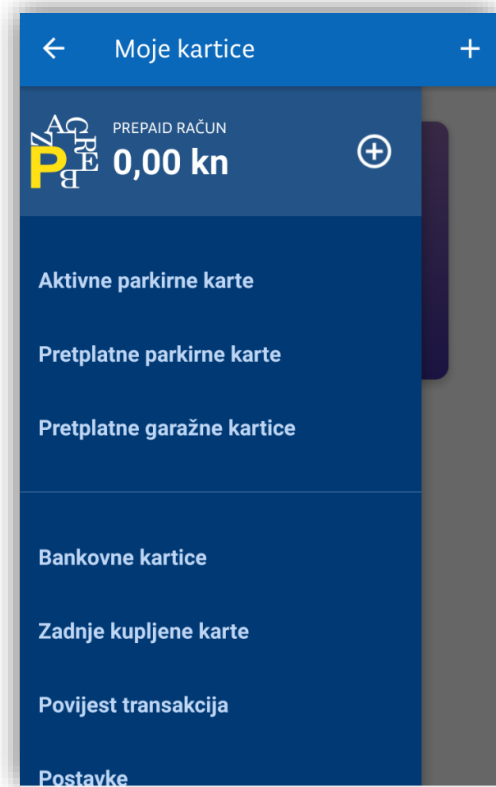 Moje kartice
ZAGREB
P
PREPAID RAČUN
0,00 kn
Aktivne parkirne karte
Pretplatne parkirne karte
Pretplatne garažne kartice
Bankovne kartice
Zadnje kupljene karte
Povijest transakcija
Postavke